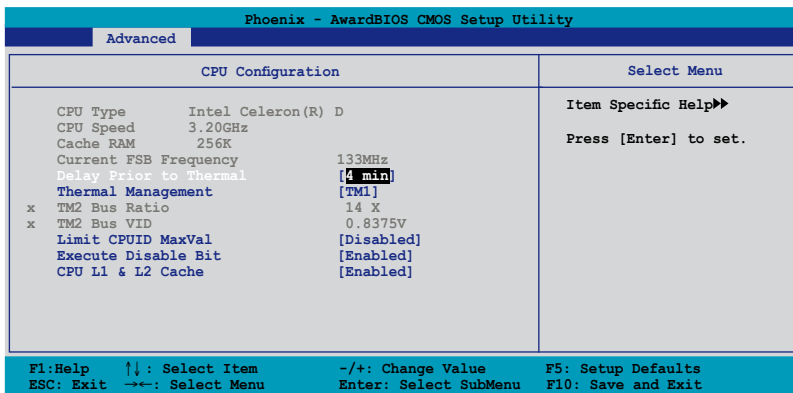 Phoenix - AwardBIOS CMOS Setup Utility
Advanced
CPU Configuration
Select Menu
CPU Type Intel Celeron(R) D
CPU Speed 3.20GHz
Cache RAM 256K
Current FSB Frequency 133MHz
Delay Prior to Thermal [4 min]
Thermal Management [TM1]
x TM2 Bus Ratio 14 X
x TM2 Bus VID 0.8375V
Limit CPUID MaxVal [Disabled]
Execute Disable Bit [Enabled]
CPU L1 & L2 Cache [Enabled]
Item Specific Help▶▶
Press [Enter] to set.
F1:Help ↑↓ : Select Item -/+: Change Value F5: Setup Defaults
ESC: Exit →←: Select Menu Enter: Select SubMenu F10: Save and Exit